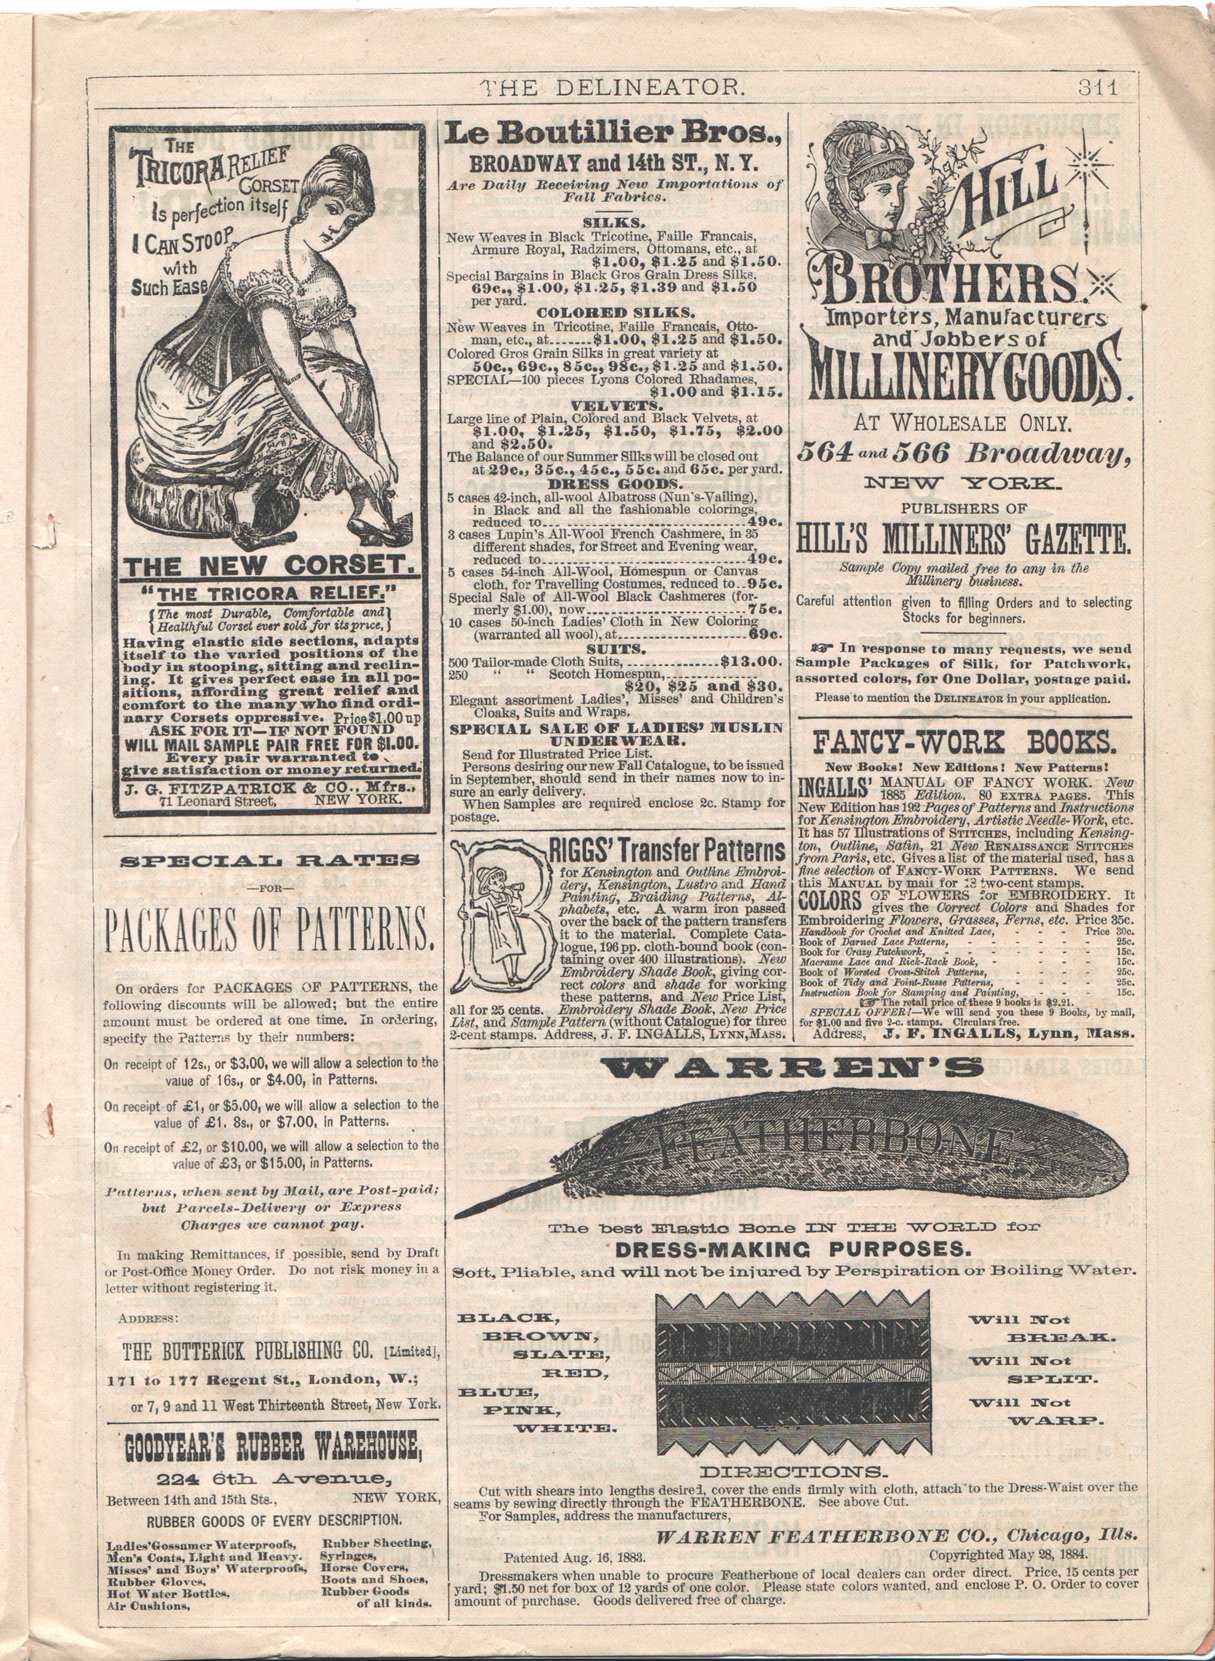 THE DELINEATOR.
311
THE
TRICORA RELIEF
CORSET
Is perfection itself
I CAN STOOP
with
Such Ease
THE NEW CORSET.
"THE TRICORA RELIEF."
{The most Durable, Comfortable and}
{Healthful Corset ever sold for its price,}
Having elastic side sections, adapts
itself to the varied positions of the
body in stooping, sitting and reclin-
ing. It gives perfect ease in all po-
sitions, affording great relief and
comfort to the many who find ordi-
nary Corsets oppressive. Price $1.00 up
ASK FOR IT—IF NOT FOUND
WILL MAIL SAMPLE PAIR FREE FOR $1.00.
Every pair warranted to
give satisfaction or money returned.
J. G. FITZPATRICK & CO., Mfrs.,
71 Leonard Street, NEW YORK.
SPECIAL RATES
—FOR—
PACKAGES OF PATTERNS.
On orders for PACKAGES OF PATTERNS, the
following discounts will be allowed; but the entire
amount must be ordered at one time. In ordering,
specify the Patterns by their numbers:
On receipt of 12s., or $3.00, we will allow a selection to the
value of 16s., or $4.00, in Patterns.
On receipt of £1, or $5.00, we will allow a selection to the
value of £1. 8s., or $7.00, in Patterns.
On receipt of £2, or $10.00, we will allow a selection to the
value of £3, or $15.00, in Patterns.
Patterns, when sent by Mail, are Post-paid;
but Parcels-Delivery or Express
Charges we cannot pay.
In making Remittances, if possible, send by Draft
or Post-Office Money Order. Do not risk money in a
letter without registering it.
ADDRESS:
THE BUTTERICK PUBLISHING CO. [Limited],
171 to 177 Regent St., London, W.;
or 7, 9 and 11 West Thirteenth Street, New York.
GOODYEAR'S RUBBER WAREHOUSE,
224 6th Avenue,
Between 14th and 15th Sts., NEW YORK,
RUBBER GOODS OF EVERY DESCRIPTION.
Ladies' Gossamer Waterproofs,
Men's Coats, Light and Heavy.
Misses' and Boys' Waterproofs,
Rubber Gloves,
Hot Water Bottles,
Air Cushions,
Rubber Sheeting,
Syringes,
Horse Covers,
Boots and Shoes,
Rubber Goods
of all kinds.
Le Boutillier Bros.,
BROADWAY and 14th ST., N. Y.
Are Daily Receiving New Importations of
Fall Fabrics.
SILKS.
New Weaves in Black Tricotine, Faille Francais,
Armure Royal, Radzimers, Ottomans, etc., at
$1.00, $1.25 and $1.50.
Special Bargains in Black Gros Grain Dress Silks,
69c., $1.00, $1.25, $1.39 and $1.50
per yard.
COLORED SILKS.
New Weaves in Tricotine, Faille Francais, Otto-
man, etc., at.......$1.00, $1.25 and $1.50.
Colored Gros Grain Silks in great variety at
50c., 69c., 85c., 98c., $1.25 and $1.50.
SPECIAL—100 pieces Lyons Colored Rhadames,
$1.00 and $1.15.
VELVETS.
Large line of Plain, Colored and Black Velvets, at
$1.00, $1.25, $1.50, $1.75, $2.00
and $2.50.
The Balance of our Summer Silks will be closed out
at 29c., 35c., 45c., 55c. and 65c. per yard.
DRESS GOODS.
5 cases 42-inch, all-wool Albatross (Nun's-Vailing),
in Black and all the fashionable colorings,
reduced to..............................49c.
3 cases Lupin's All-Wool French Cashmere, in 35
different shades, for Street and Evening wear,
reduced to..............................49c.
5 cases 54-inch All-Wool, Homespun or Canvas
cloth, for Travelling Costumes, reduced to..95c.
Special Sale of All-Wool Black Cashmeres (for-
merly $1.00), now........................75c.
10 cases 50-inch Ladies' Cloth in New Coloring
(warranted all wool), at...................69c.
SUITS.
500 Tailor-made Cloth Suits,..............$13.00.
250 " " Scotch Homespun,..............
$20, $25 and $30.
Elegant assortment Ladies', Misses' and Children's
Cloaks, Suits and Wraps.
SPECIAL SALE OF LADIES' MUSLIN
UNDERWEAR.
Send for Illustrated Price List.
Persons desiring our new Fall Catalogue, to be issued
in September, should send in their names now to in-
sure an early delivery.
When Samples are required enclose 2c. Stamp for
postage.
BRIGGS' Transfer Patterns
for Kensington and Outline Embroi-
dery, Kensington, Lustro and Hand
Painting, Braiding Patterns, Al-
phabets, etc. A warm iron passed
over the back of the pattern transfers
it to the material. Complete Cata-
logue, 196 pp. cloth-bound book (con-
taining over 400 illustrations). New
Embroidery Shade Book, giving cor-
rect colors and shade for working
these patterns, and New Price List,
all for 25 cents. Embroidery Shade Book, New Price
List, and Sample Pattern (without Catalogue) for three
2-cent stamps. Address, J. F. INGALLS, LYNN, MASS.
HILL
BROTHERS.
Importers, Manufacturers
and Jobbers of
MILLINERY GOODS.
AT WHOLESALE ONLY.
564 and 566 Broadway,
NEW YORK.
PUBLISHERS OF
HILL'S MILLINERS' GAZETTE.
Sample Copy mailed free to any in the
Millinery business.
Careful attention given to filling Orders and to selecting
Stocks for beginners.
☞ In response to many requests, we send
Sample Packages of Silk, for Patchwork,
assorted colors, for One Dollar, postage paid.
Please to mention the DELINEATOR in your application.
FANCY-WORK BOOKS.
New Books! New Editions! New Patterns!
INGALLS' MANUAL OF FANCY WORK. New
1885 Edition. 80 EXTRA PAGES. This
New Edition has 192 Pages of Patterns and Instructions
for Kensington Embroidery, Artistic Needle-Work, etc.
It has 57 Illustrations of STITCHES, including Kensing-
ton, Outline, Satin, 21 New RENAISSANCE STITCHES
from Paris, etc. Gives a list of the material used, has a
fine selection of FANCY-WORK PATTERNS. We send
this MANUAL by mail for 18 two-cent stamps.
COLORS OF FLOWERS for EMBROIDERY. It
gives the Correct Colors and Shades for
Embroidering Flowers, Grasses, Ferns, etc. Price 35c.
Handbook for Crochet and Knitted Lace, - - - Price 30c.
Book of Darned Lace Patterns, - - - - - 25c.
Book for Crazy Patchwork, - - - - - 15c.
Macrame Lace and Rick-Rack Book, - - - - 15c.
Book of Worsted Cross-Stitch Patterns, - - - - 25c.
Book of Tidy and Point-Russe Patterns, - - - - 25c.
Instruction Book for Stamping and Painting, - - - 15c.
☞ The retail price of these 9 books is $2.21.
SPECIAL OFFER!—We will send you these 9 Books, by mail,
for $1.00 and five 2-c. stamps. Circulars free.
Address, J. F. INGALLS, Lynn, Mass.
WARREN'S
FEATHERBONE
The best Elastic Bone IN THE WORLD for
DRESS-MAKING PURPOSES.
Soft, Pliable, and will not be injured by Perspiration or Boiling Water.
BLACK,
BROWN,
SLATE,
RED,
BLUE,
PINK,
WHITE.
Will Not
BREAK.
Will Not
SPLIT.
Will Not
WARP.
DIRECTIONS.
Cut with shears into lengths desired, cover the ends firmly with cloth, attach to the Dress-Waist over the
seams by sewing directly through the FEATHERBONE. See above Cut.
For Samples, address the manufacturers,
WARREN FEATHERBONE CO., Chicago, Ills.
Patented Aug. 16, 1883. Copyrighted May 28, 1884.
Dressmakers when unable to procure Featherbone of local dealers can order direct. Price, 15 cents per
yard; $1.50 net for box of 12 yards of one color. Please state colors wanted, and enclose P. O. Order to cover
amount of purchase. Goods delivered free of charge.